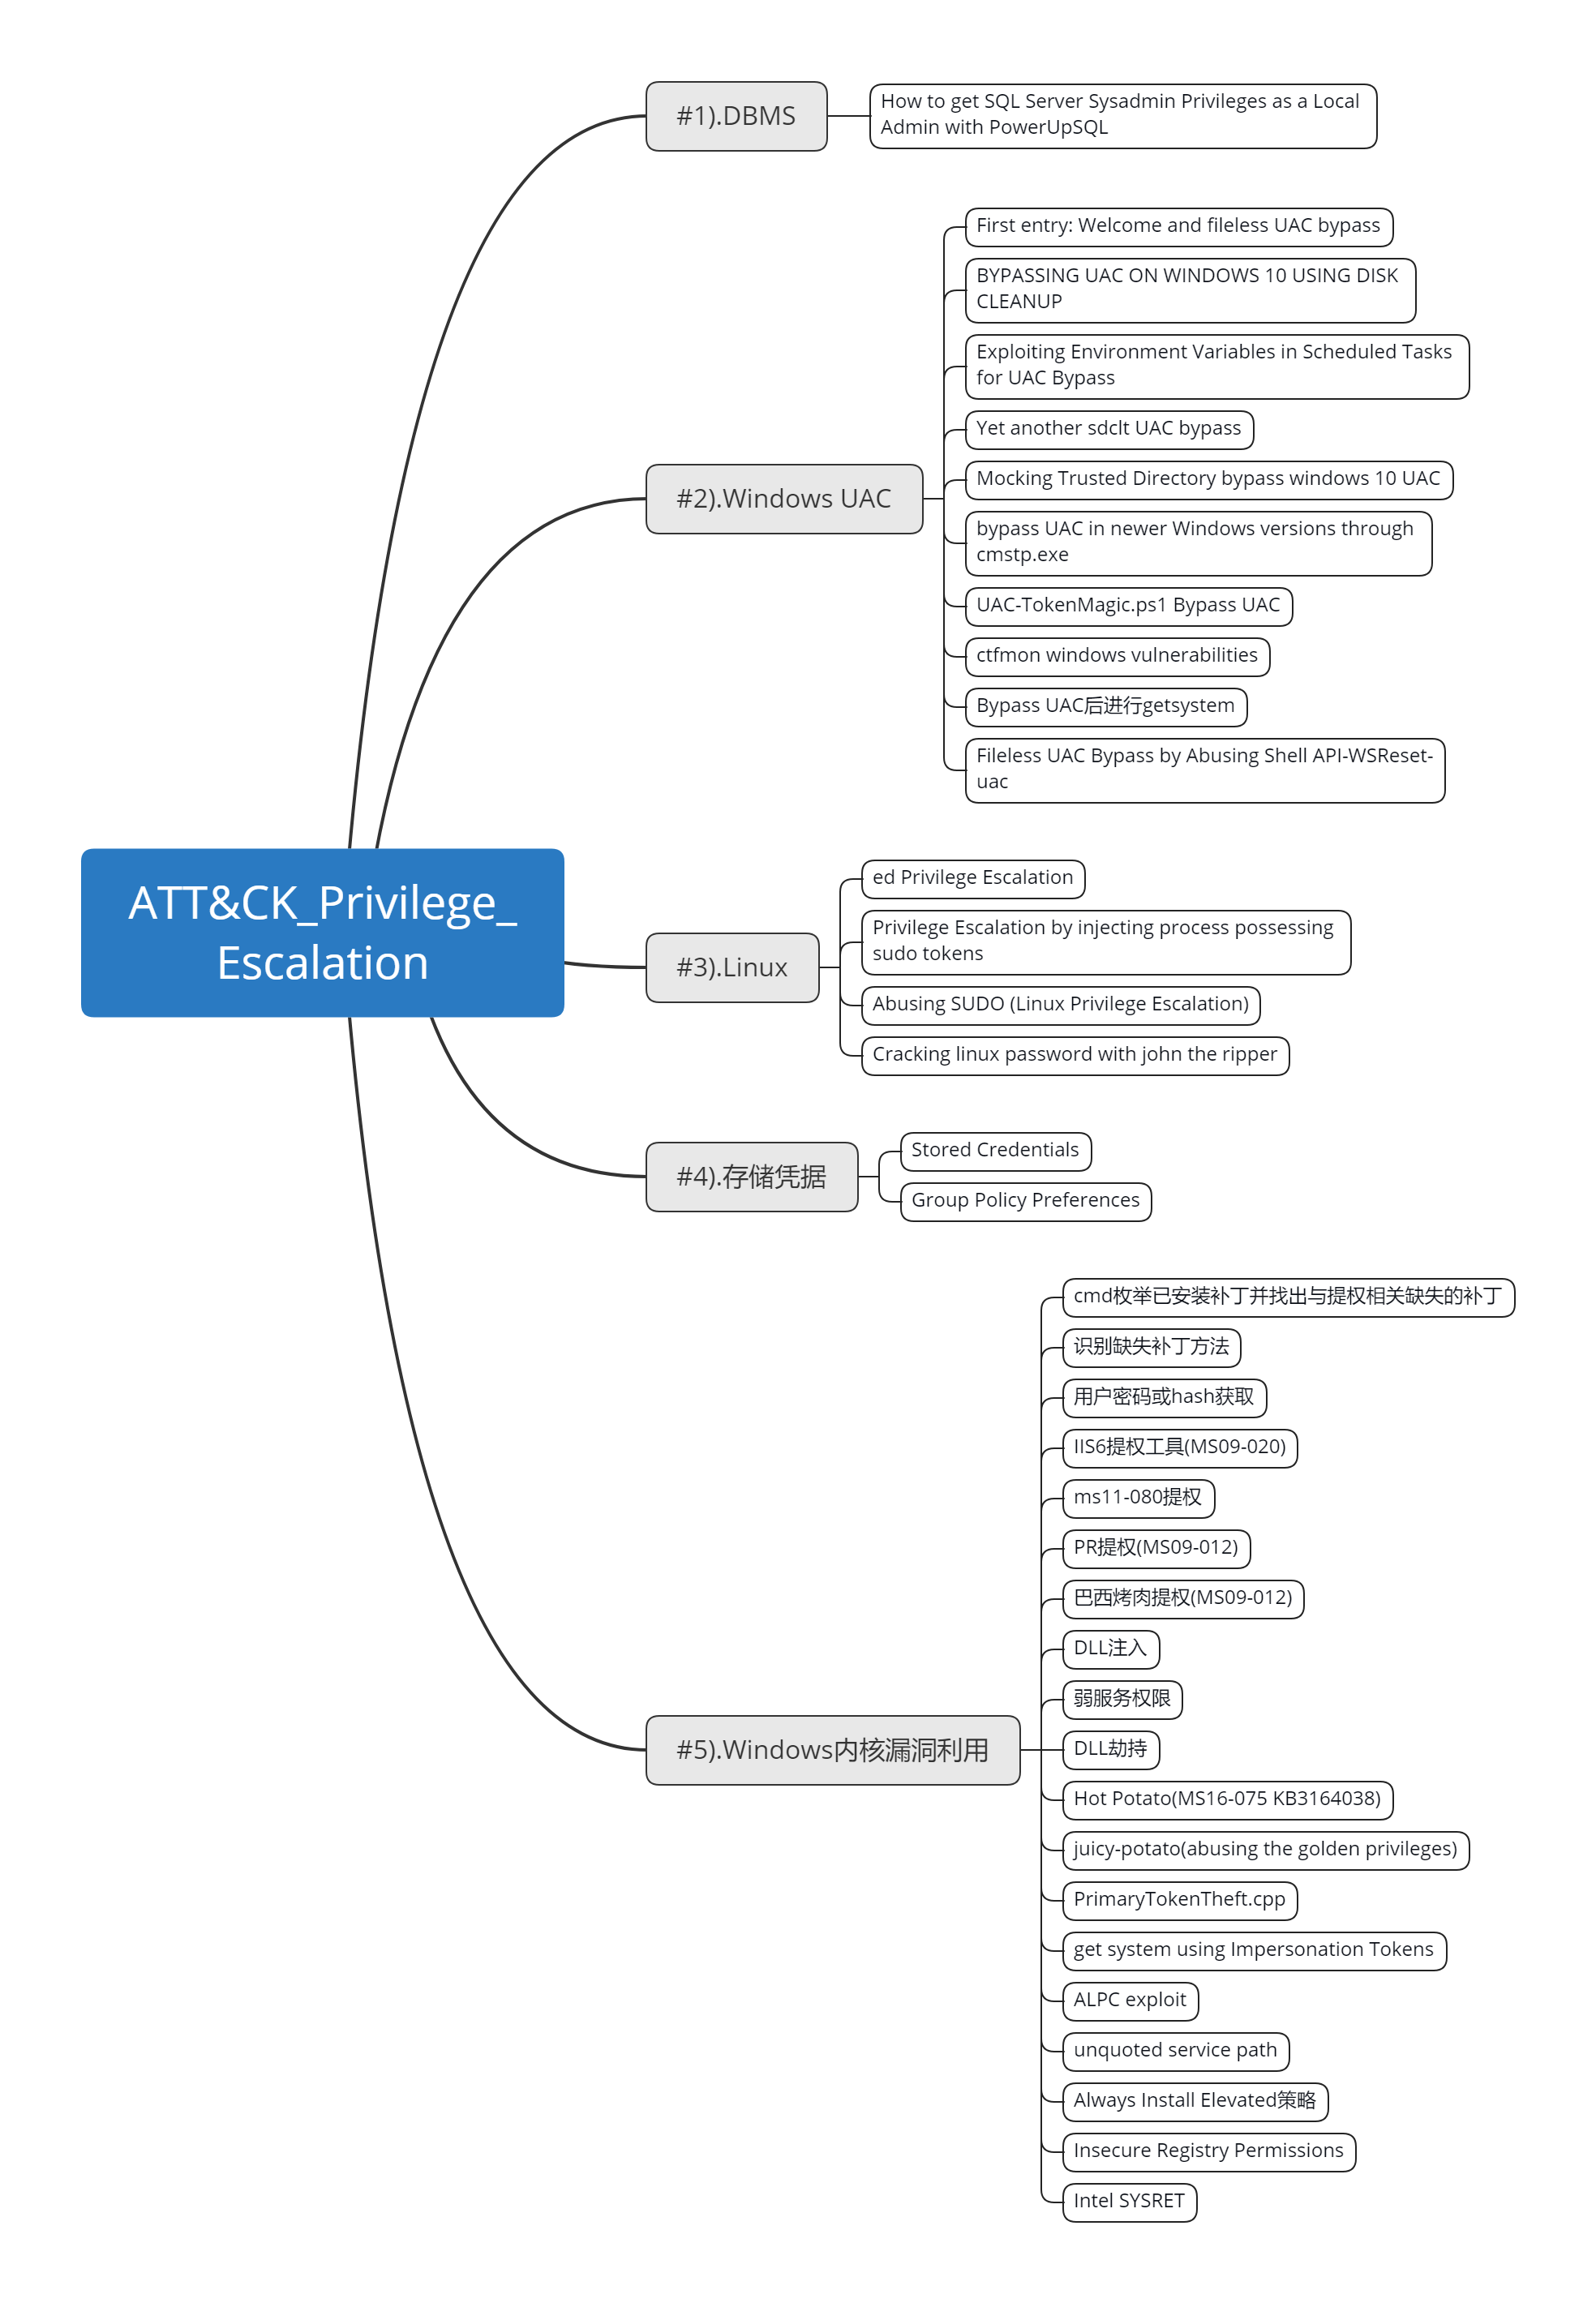 ATT&CK_Privilege_
Escalation
#1).DBMS
How to get SQL Server Sysadmin Privileges as a Local
Admin with PowerUpSQL
#2).Windows UAC
First entry: Welcome and fileless UAC bypass
BYPASSING UAC ON WINDOWS 10 USING DISK
CLEANUP
Exploiting Environment Variables in Scheduled Tasks
for UAC Bypass
Yet another sdclt UAC bypass
Mocking Trusted Directory bypass windows 10 UAC
bypass UAC in newer Windows versions through
cmstp.exe
UAC-TokenMagic.ps1 Bypass UAC
ctfmon windows vulnerabilities
Bypass UAC后进行getsystem
Fileless UAC Bypass by Abusing Shell API-WSReset-
uac
#3).Linux
ed Privilege Escalation
Privilege Escalation by injecting process possessing
sudo tokens
Abusing SUDO (Linux Privilege Escalation)
Cracking linux password with john the ripper
#4).存储凭据
Stored Credentials
Group Policy Preferences
#5).Windows内核漏洞利用
cmd枚举已安装补丁并找出与提权相关缺失的补丁
识别缺失补丁方法
用户密码或hash获取
IIS6提权工具(MS09-020)
ms11-080提权
PR提权(MS09-012)
巴西烤肉提权(MS09-012)
DLL注入
弱服务权限
DLL劫持
Hot Potato(MS16-075 KB3164038)
juicy-potato(abusing the golden privileges)
PrimaryTokenTheft.cpp
get system using Impersonation Tokens
ALPC exploit
unquoted service path
Always Install Elevated策略
Insecure Registry Permissions
Intel SYSRET